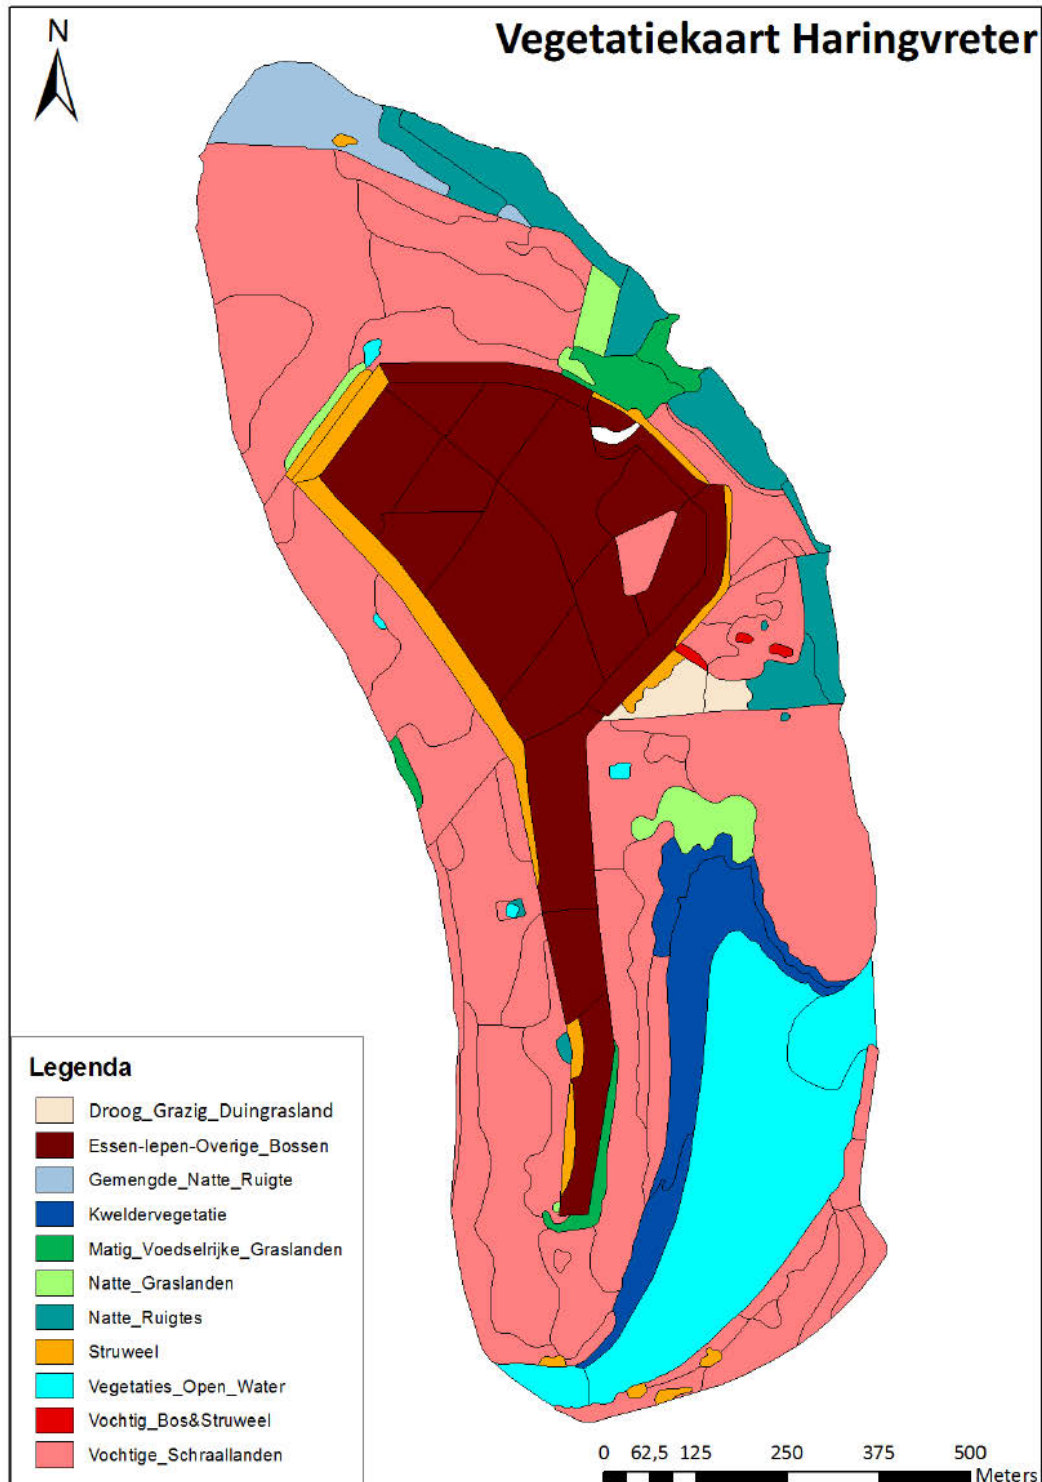 N
Vegetatiekaart Haringvreter
Legenda
Droog_Grazig_Duingrasland
Essen-Iepen-Overige_Bossen
Gemengde_Natte_Ruigte
Kweldervegetatie
Matig_Voedselrijke_Graslanden
Natte_Graslanden
Natte_Ruigtes
Struweel
Vegetaties_Open_Water
Vochtig_Bos&Struweel
Vochtige_Schraallanden
0 62,5 125 250 375 500
Meters